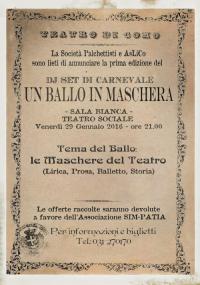 TEATRO DI COMO
La Società Palchettisti e AsLiCo
sono lieti di annunciare la prima edizione del
DJ SET DI CARNEVALE
UN BALLO IN MASCHERA
- SALA BIANCA -
TEATRO SOCIALE
Venerdì 29 Gennaio 2016 - ore 21.00
Tema del Ballo:
le Maschere del Teatro
(Lirica, Prosa, Balletto, Storia)
Le offerte raccolte saranno devolute
a favore dell'Associazione SIM-PATIA
Per informazioni e biglietti
Tel: 031 270170